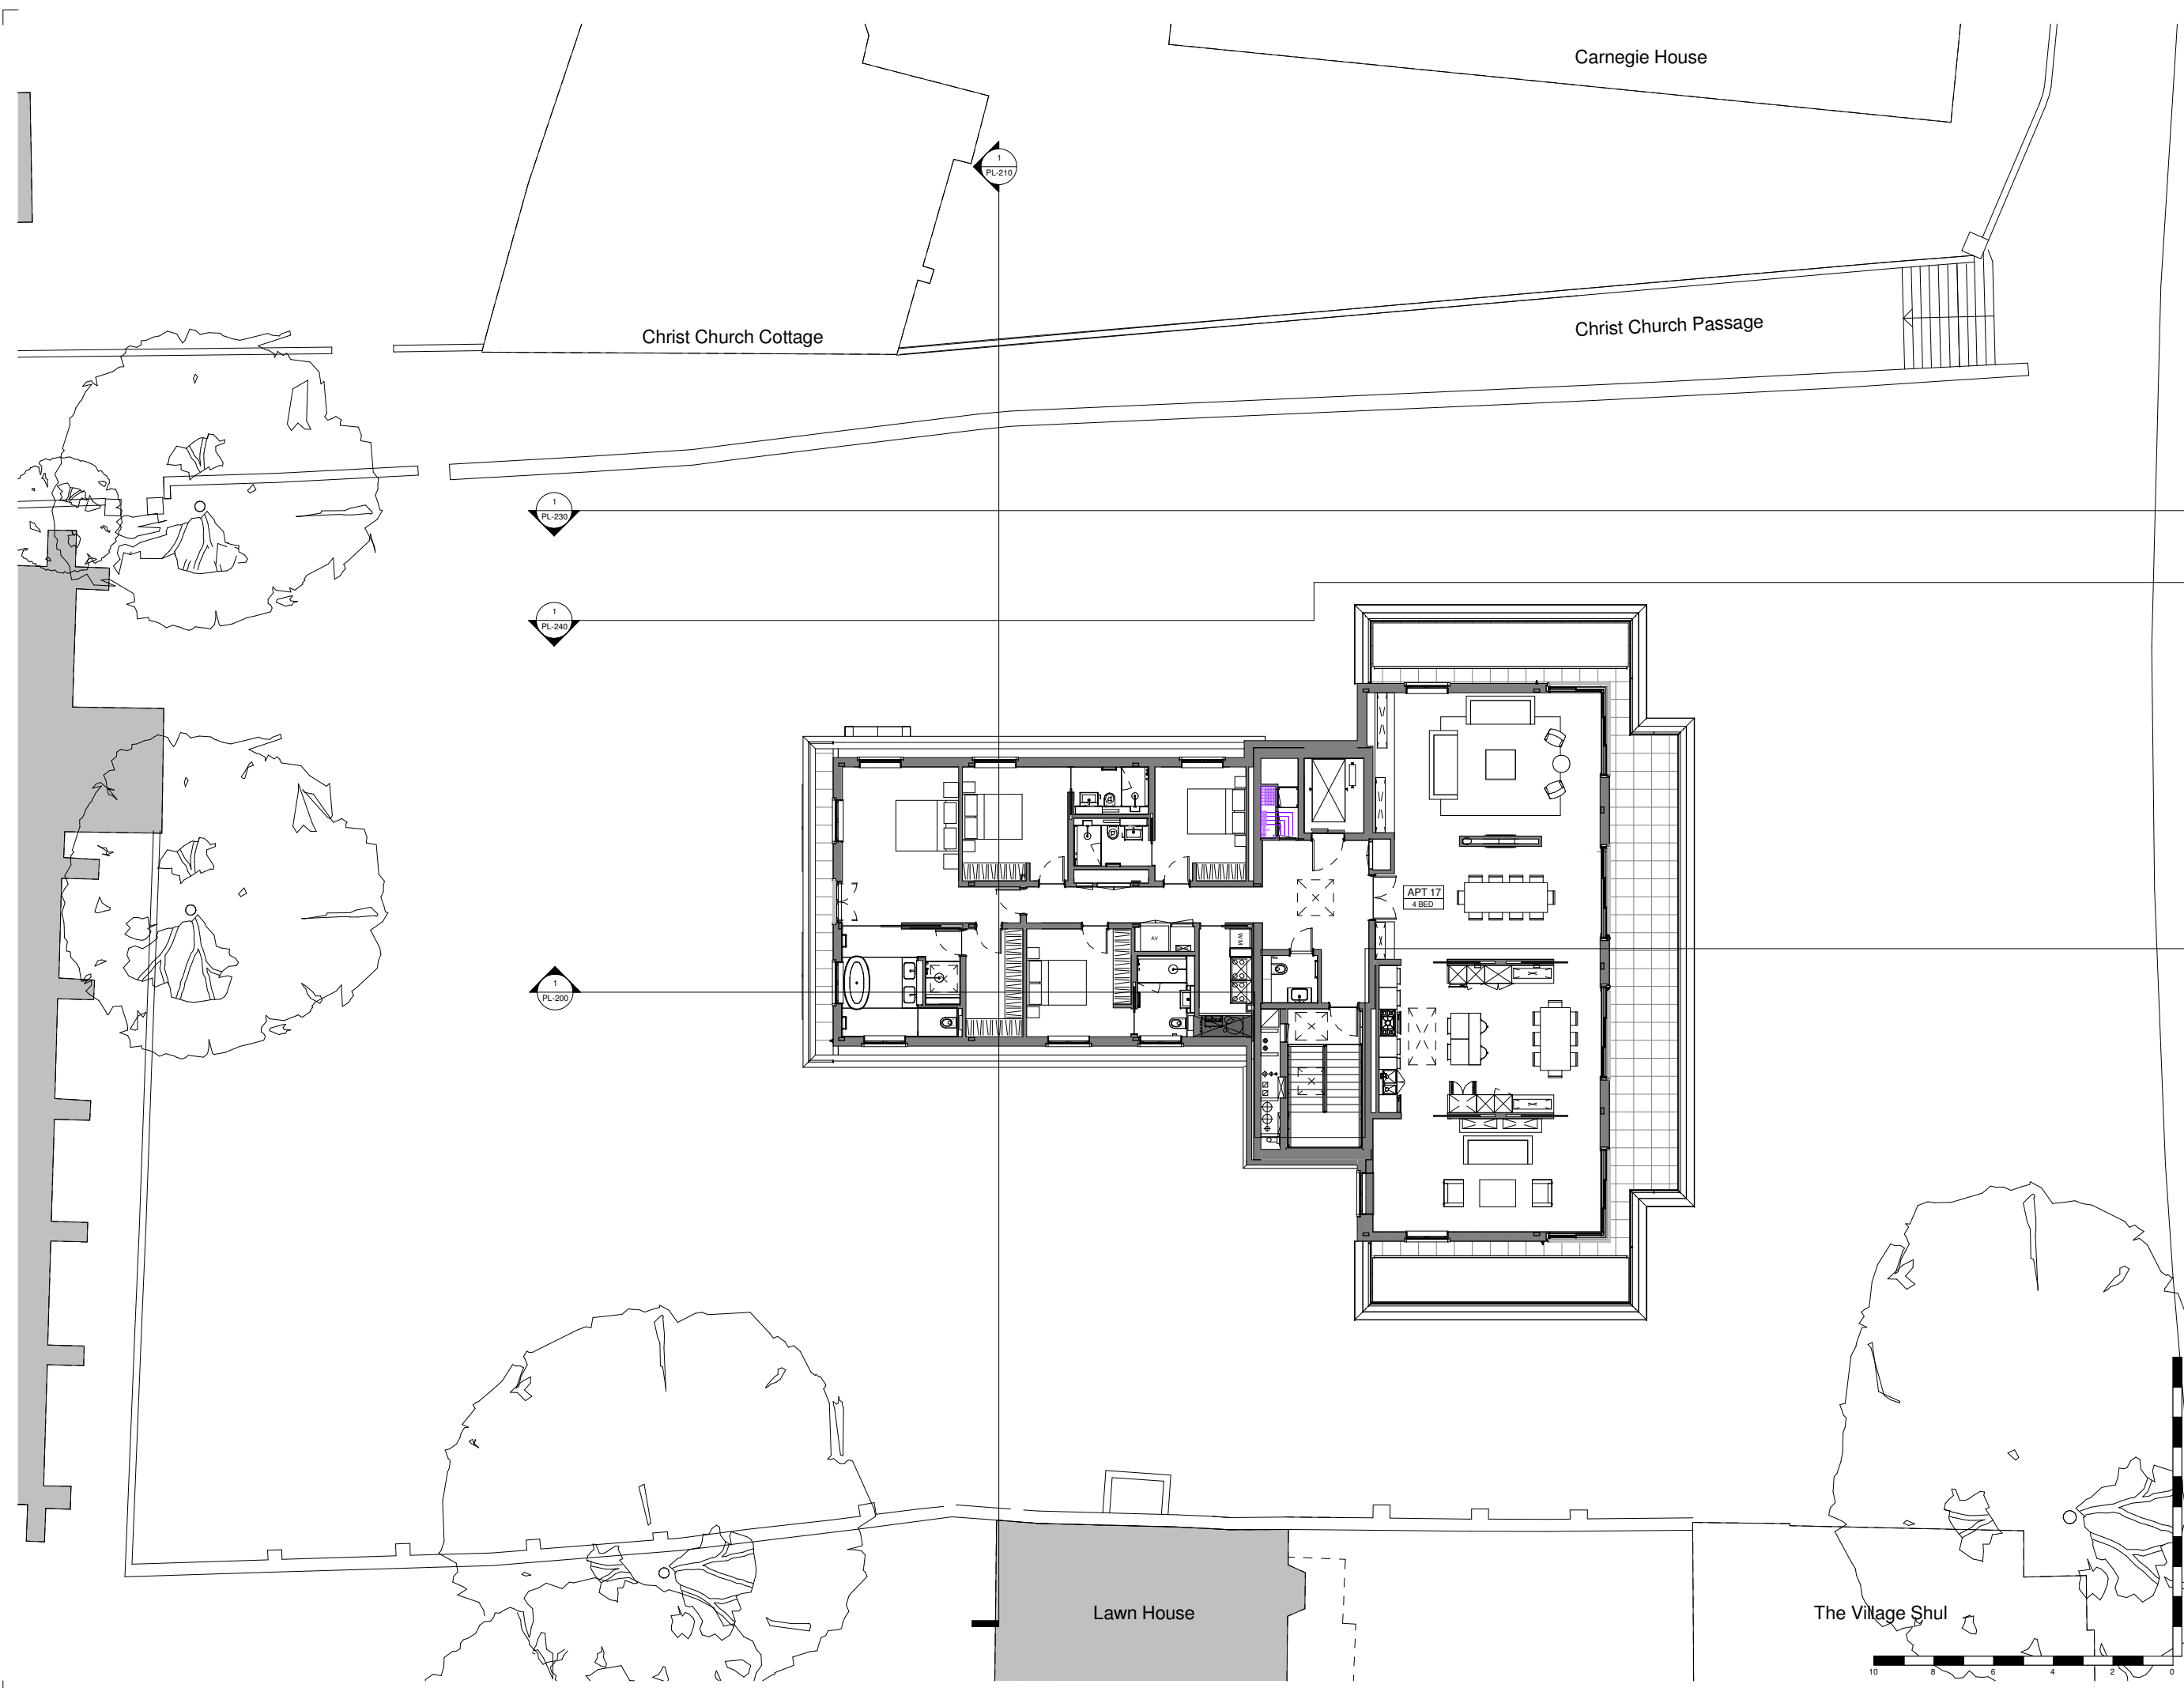 Carnegie House
1
PL-210
Christ Church Passage
Christ Church Cottage
1
PL-230
1
PL-240
APT 17
4 BED
AV
WM
1
PL-200
Lawn House
The Village Shul
10 8 6 4 2 0